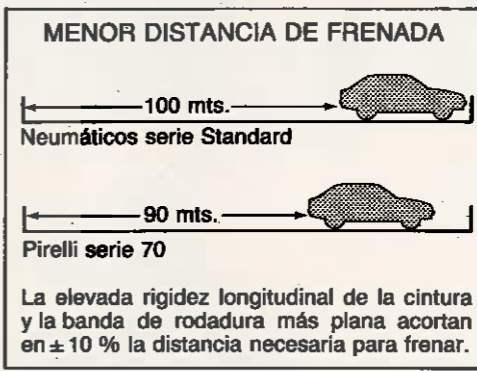 MENOR DISTANCIA DE FRENADA
100 mts.
Neumáticos serie Standard
90 mts.
Pirelli serie 70
La elevada rigidez longitudinal de la cintura
y la banda de rodadura más plana acortan
en ± 10 % la distancia necesaria para frenar.